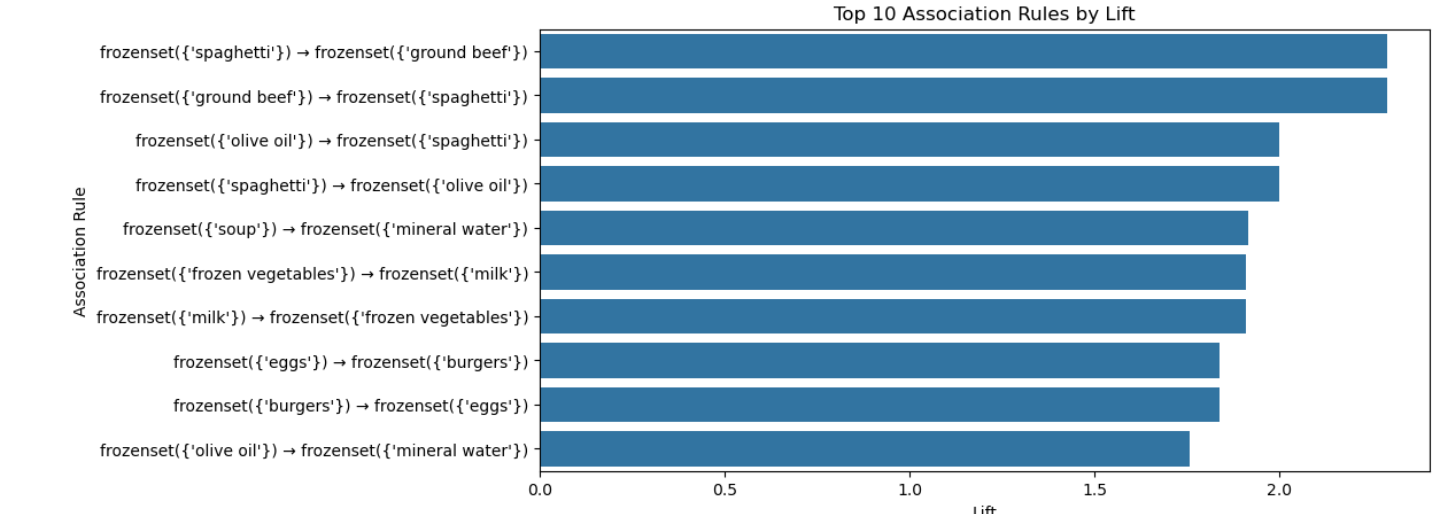 Top 10 Association Rules by Lift
frozenset({'spaghetti'}) → frozenset({'ground beef'})
frozenset({'ground beef'}) → frozenset({'spaghetti'})
frozenset({'olive oil'}) → frozenset({'spaghetti'})
frozenset({'spaghetti'}) → frozenset({'olive oil'})
frozenset({'soup'}) → frozenset({'mineral water'})
frozenset({'frozen vegetables'}) → frozenset({'milk'})
frozenset({'milk'}) → frozenset({'frozen vegetables'})
frozenset({'eggs'}) → frozenset({'burgers'})
frozenset({'burgers'}) → frozenset({'eggs'})
frozenset({'olive oil'}) → frozenset({'mineral water'})
Association Rule
0.0 0.5 1.0 1.5 2.0
Lift